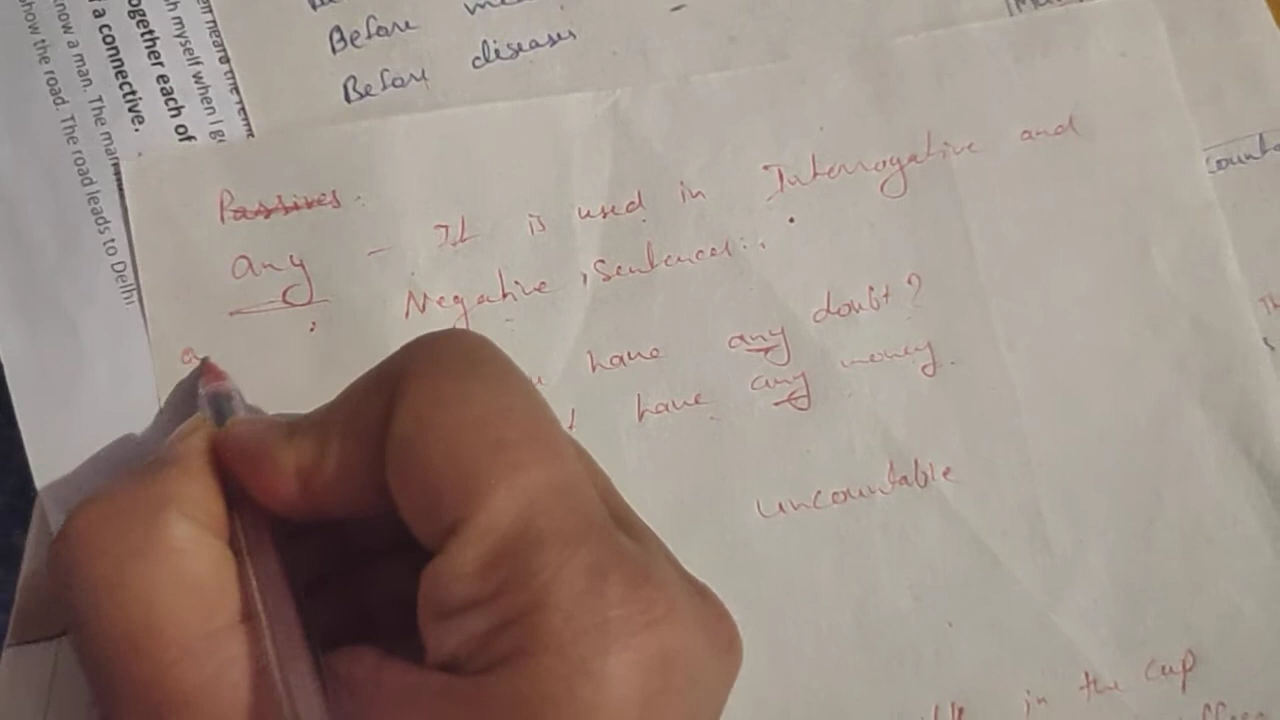 Before
Before diseases
Passives.
any - It is used in Interrogative and
Negative, Sentences.
have any doubt?
have any money.
uncountable
in the cup
together each of
a connective.
myself when I
now a man. The man
how the road. The road leads to Delhi.